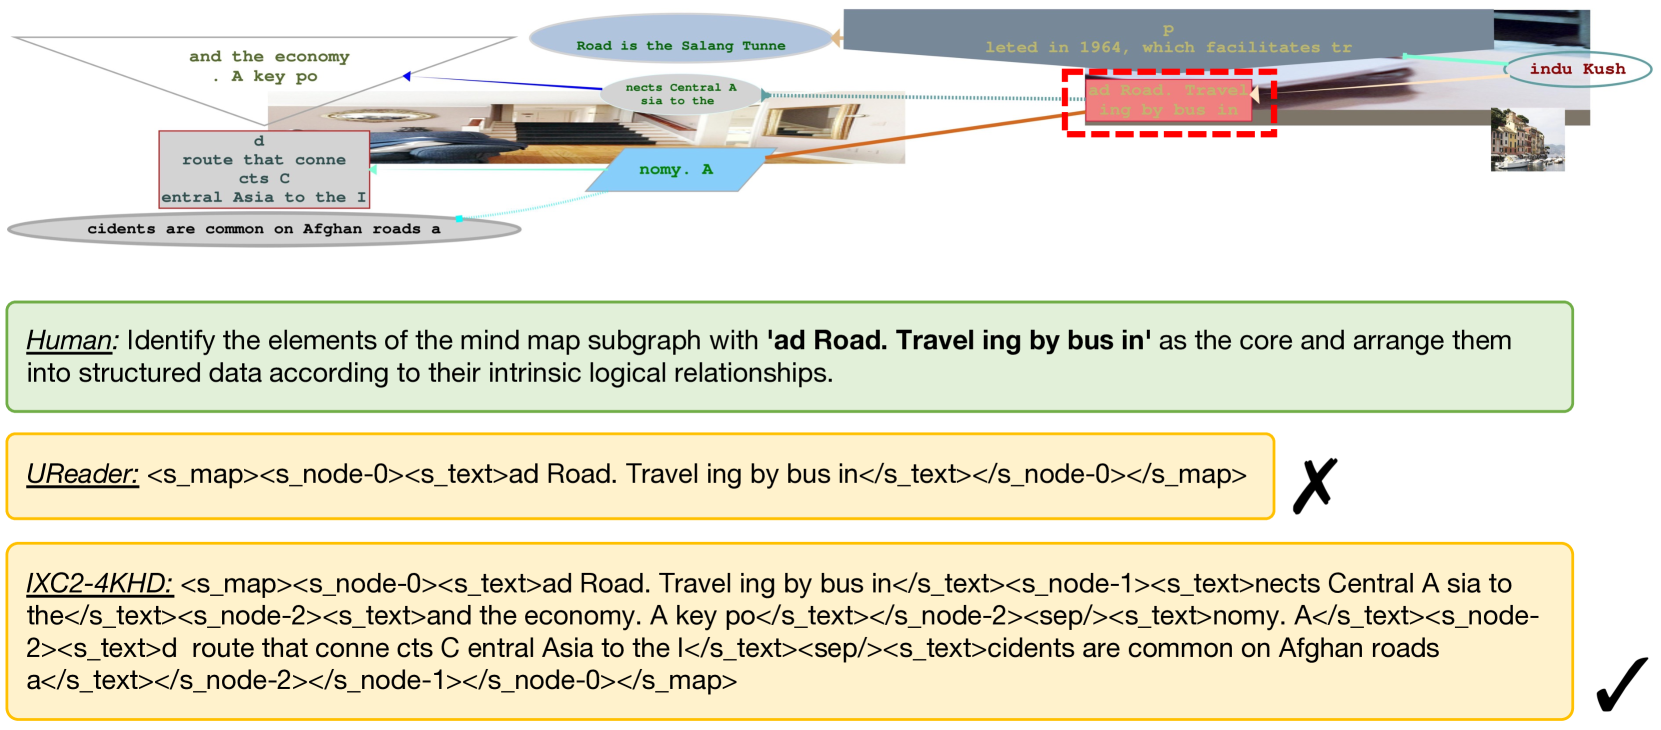 and the economy
. A key po
Road is the Salang Tunne
p
leted in 1964, which facilitates tr
indu Kush
nects Central A
sia to the
ad Road. Travel
ing by bus in
d
route that conne
cts C
entral Asia to the I
nomy. A
cidents are common on Afghan roads a
Human: Identify the elements of the mind map subgraph with 'ad Road. Travel ing by bus in' as the core and arrange them
into structured data according to their intrinsic logical relationships.
UReader: <s_map><s_node-0><s_text>ad Road. Travel ing by bus in</s_text></s_node-0></s_map>
✗
IXC2-4KHD: <s_map><s_node-0><s_text>ad Road. Travel ing by bus in</s_text><s_node-1><s_text>nects Central A sia to
the</s_text><s_node-2><s_text>and the economy. A key po</s_text></s_node-2><sep/><s_text>nomy. A</s_text><s_node-
2><s_text>d  route that conne cts C entral Asia to the I</s_text><sep/><s_text>cidents are common on Afghan roads
a</s_text></s_node-2></s_node-1></s_node-0></s_map>
✓